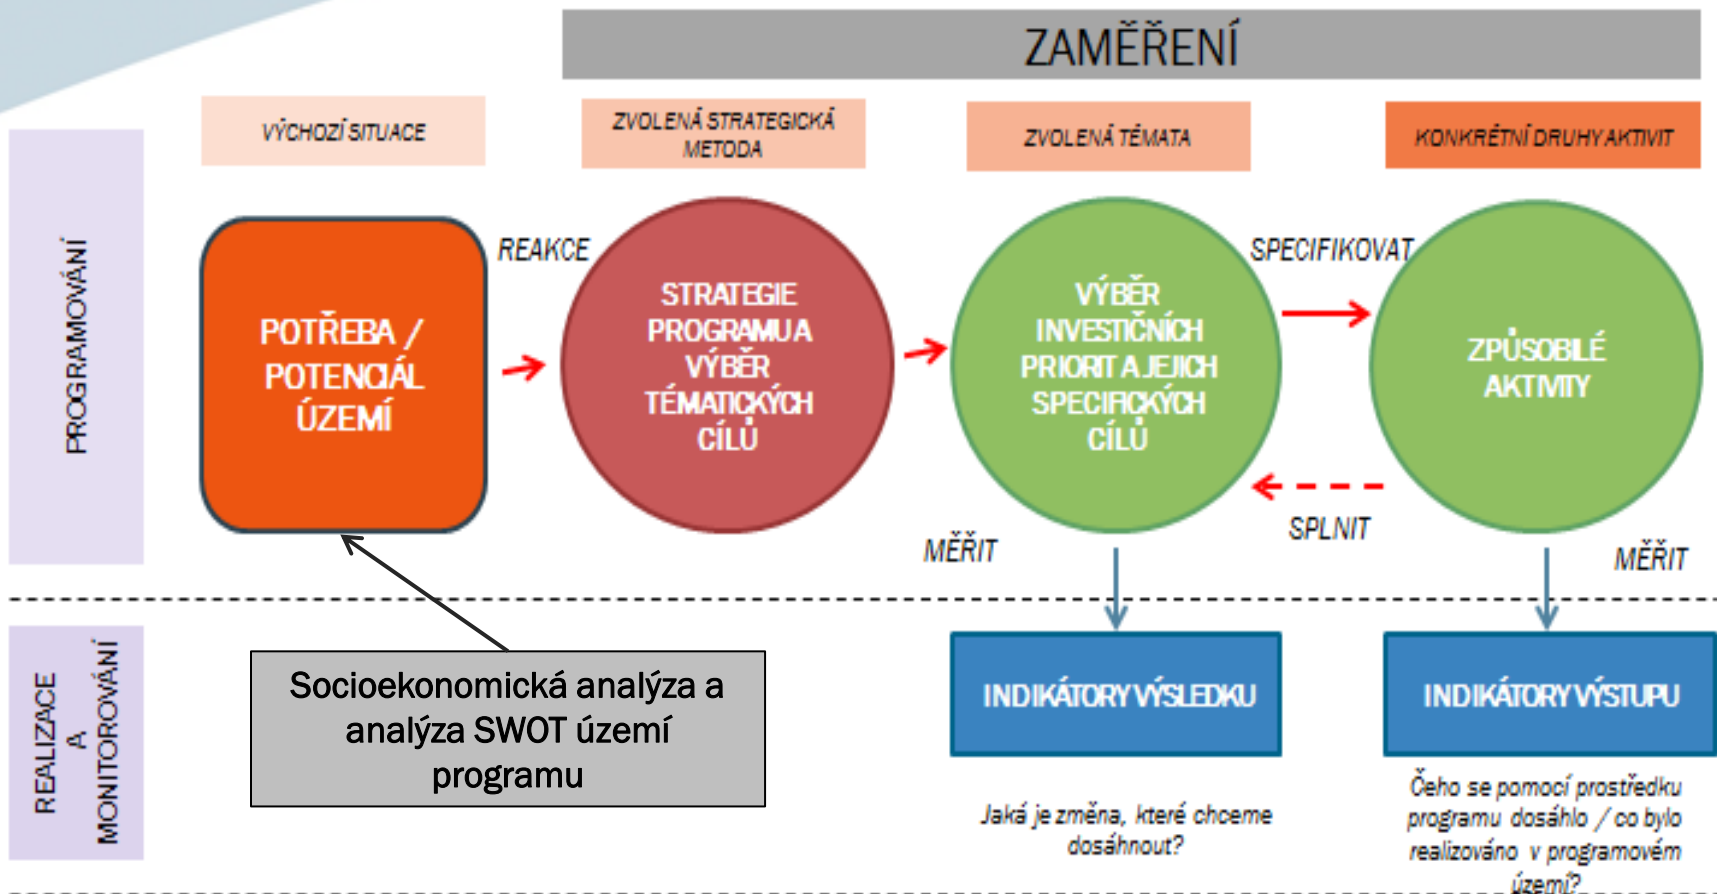 ZAMĚŘENÍ
VÝCHOZÍ SITUACE
ZVOLENÁ STRATEGICKÁ
METODA
ZVOLENÁ TÉMATA
KONKRÉTNÍ DRUHY AKTIVIT
PROGRAMOVÁNÍ
POTŘEBA /
POTENCIÁL
ÚZEMÍ
REAKCE
STRATEGIE
PROGRAMU A
VÝBĚR
TÉMATICKÝCH
CÍLŮ
VÝBĚR
INVESTIČNÍCH
PRIORIT A JEJICH
SPECIFICKÝCH
CÍLŮ
SPECIFIKOVAT
ZPŮSOBILÉ
AKTIVITY
SPLNIT
MĚŘIT
MĚŘIT
REALIZACE
A
MONITOROVÁNÍ
Socioekonomická analýza a
analýza SWOT území
programu
INDIKÁTORY VÝSLEDKU
INDIKÁTORY VÝSTUPU
Jaká je změna, které chceme
dosáhnout?
Čeho se pomocí prostředku
programu dosáhlo / co bylo
realizováno v programovém
území?